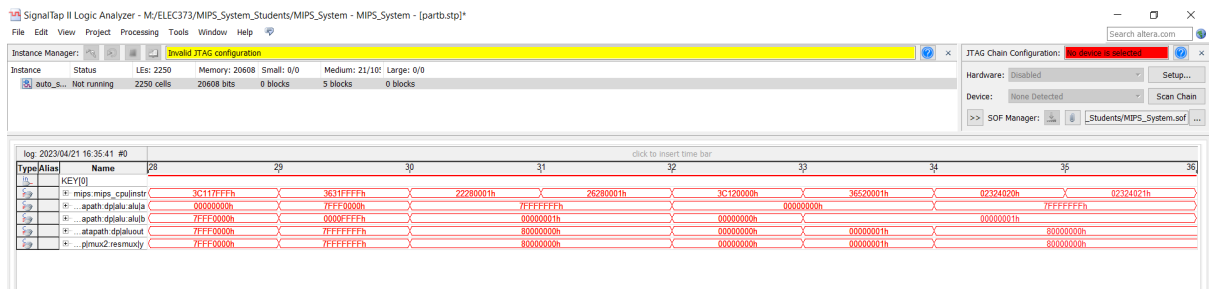 SignalTap II Logic Analyzer - M:/ELEC373/MIPS_System_Students/MIPS_System - MIPS_System - [partb.stp]*
File Edit View Project Processing Tools Window Help
Search altera.com
Instance Manager: Invalid JTAG configuration
JTAG Chain Configuration: No device is selected
Instance Status LEs: 2250 Memory: 20608 Small: 0/0 Medium: 21/10 Large: 0/0
auto_s... Not running 2250 cells 20608 bits 0 blocks 5 blocks 0 blocks
Hardware: Disabled Setup...
Device: None Detected Scan Chain
>> SOF Manager: _Students/MIPS_System.sof ...
log: 2023/04/21 16:35:41 #0 click to insert time bar
Type Alias Name 28 29 30 31 32 33 34 35 36
KEY[0]
mips:mips_cpu|instr 3C117FFFh 3631FFFFh 22280001h 26280001h 3C120000h 36520001h 02324020h 02324021h
...apath:dp|alu:alu|a 00000000h 7FFF0000h 7FFFFFFFh 00000000h 7FFFFFFFh
...apath:dp|alu:alu|b 7FFF0000h 0000FFFFh 00000001h 00000000h 00000001h
...atapath:dp|aluout 7FFF0000h 7FFFFFFFh 80000000h 00000000h 00000001h 80000000h
...p|mux2:resmux|y 7FFF0000h 7FFFFFFFh 80000000h 00000000h 00000001h 80000000h